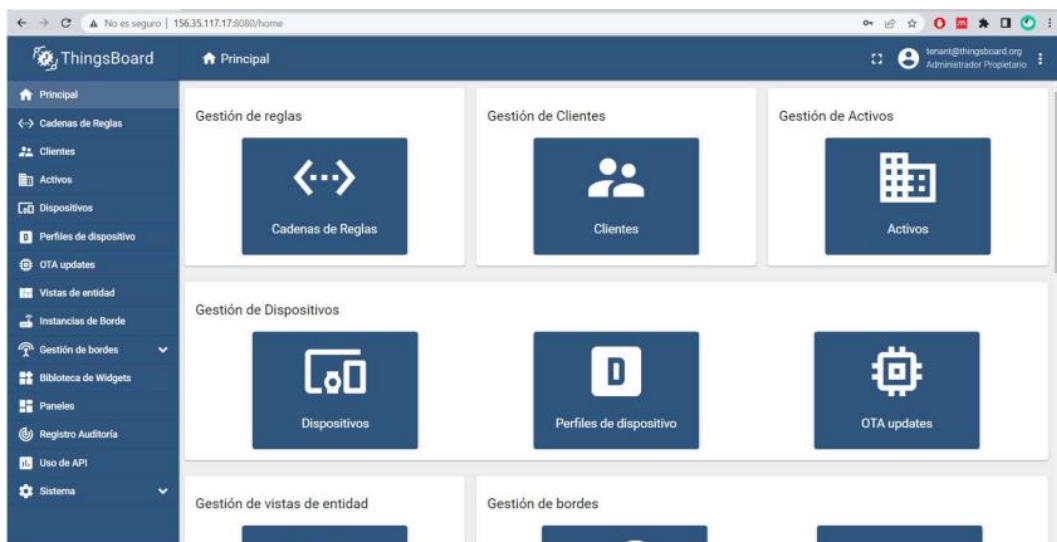 No es seguro | 156.35.117.17:8080/home
ThingsBoard
Principal
tenant@thingsboard.org
Administrador Propietario
Principal
Cadenas de Reglas
Clientes
Activos
Dispositivos
Perfiles de dispositivo
OTA updates
Vistas de entidad
Instancias de Borde
Gestión de bordes
Biblioteca de Widgets
Paneles
Registro Auditoría
Uso de API
Sistema
Gestión de reglas
Cadenas de Reglas
Gestión de Clientes
Clientes
Gestión de Activos
Activos
Gestión de Dispositivos
Dispositivos
D
Perfiles de dispositivo
OTA updates
Gestión de vistas de entidad
Gestión de bordes